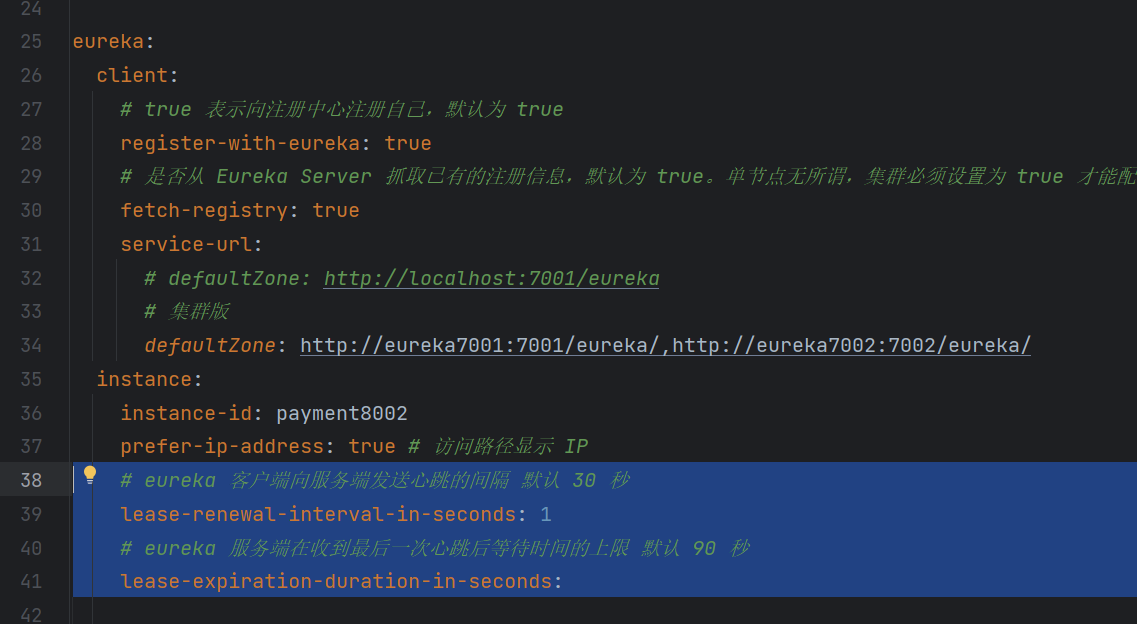 24
25 eureka:
26 client:
27 # true 表示向注册中心注册自己，默认为 true
28 register-with-eureka: true
29 # 是否从 Eureka Server 抓取已有的注册信息，默认为 true。单节点无所谓，集群必须设置为 true 才能配
30 fetch-registry: true
31 service-url:
32 # defaultZone: http://localhost:7001/eureka
33 # 集群版
34 defaultZone: http://eureka7001:7001/eureka/,http://eureka7002:7002/eureka/
35 instance:
36 instance-id: payment8002
37 prefer-ip-address: true # 访问路径显示 IP
38 # eureka 客户端向服务端发送心跳的间隔 默认 30 秒
39 lease-renewal-interval-in-seconds: 1
40 # eureka 服务端在收到最后一次心跳后等待时间的上限 默认 90 秒
41 lease-expiration-duration-in-seconds:
42